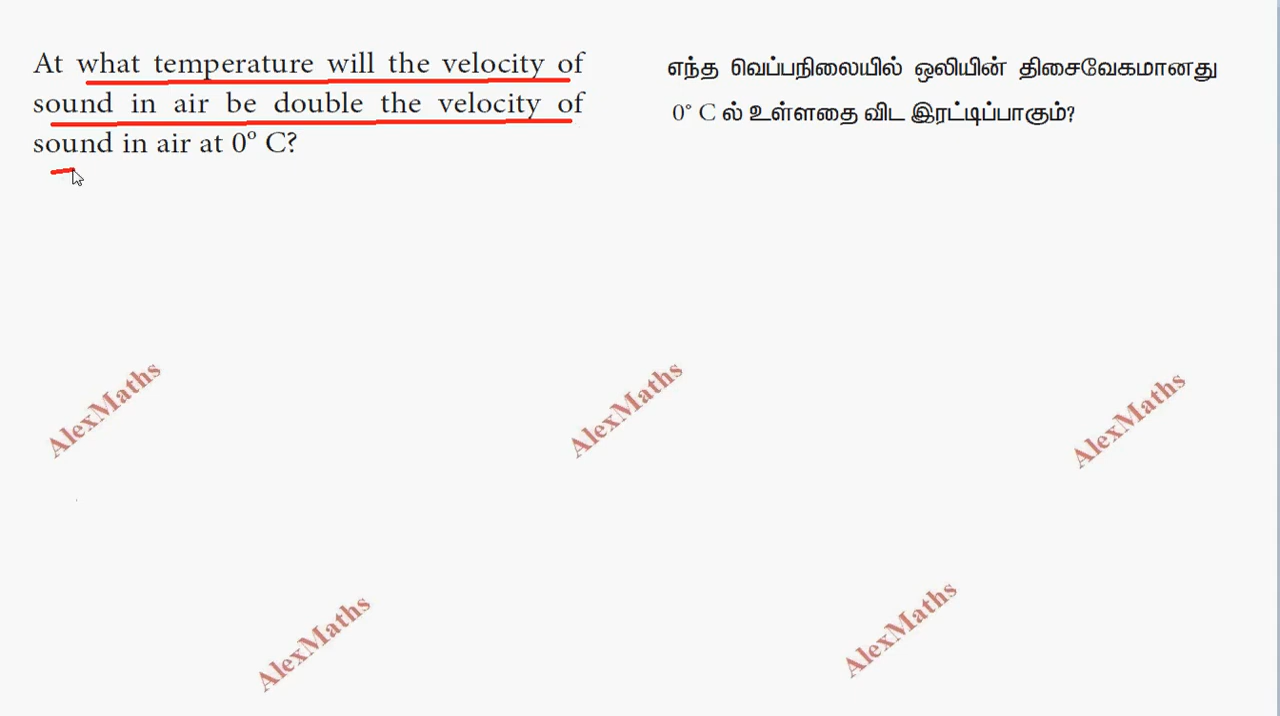 At what temperature will the velocity of
sound in air be double the velocity of
sound in air at 0º C?
எந்த வெப்பநிலையில் ஒலியின் திசைவேகமானது
0° C ல் உள்ளதை விட இரட்டிப்பாகும்?
AlexMaths
AlexMaths
AlexMaths
AlexMaths
AlexMaths